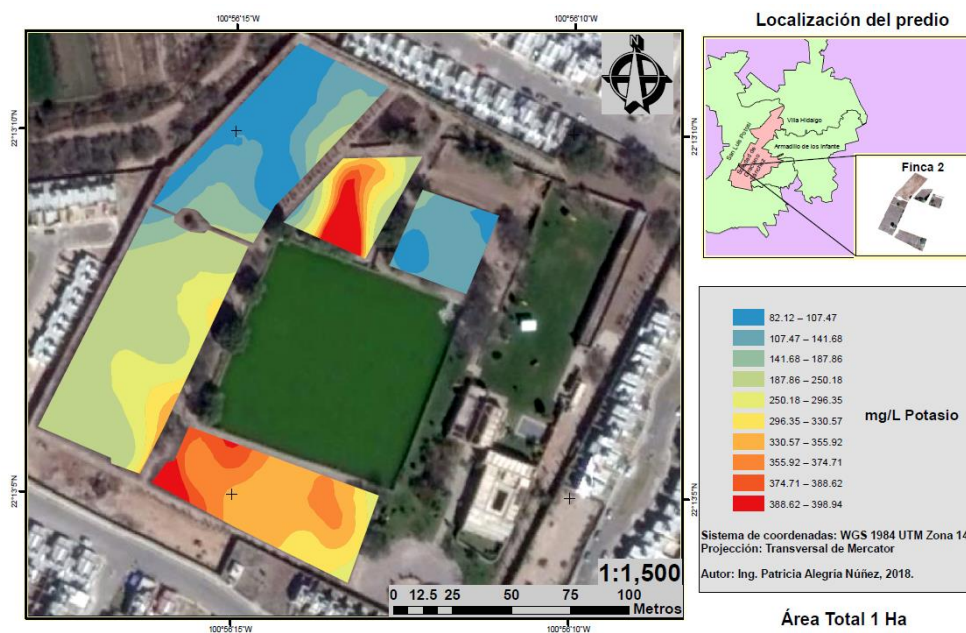 100°56'15"W
100°56'10"W
Localización del predio
22°13'10"N
22°13'10"N
Villa Hidalgo
San Luis Potosí
Armadillo de los Infante
Soledad de
Finca 2
82.12 – 107.47
107.47 – 141.68
141.68 – 187.86
187.86 – 250.18
250.18 – 296.35
296.35 – 330.57
330.57 – 355.92
355.92 – 374.71
374.71 – 388.62
388.62 – 398.94
mg/L Potasio
22°13'5"N
22°13'5"N
Sistema de coordenadas: WGS 1984 UTM Zona 14
Projección: Transversal de Mercator
Autor: Ing. Patricia Alegría Núñez, 2018.
1:1,500
0 12.5 25 50 75 100
Metros
100°56'15"W
100°56'10"W
Área Total 1 Ha